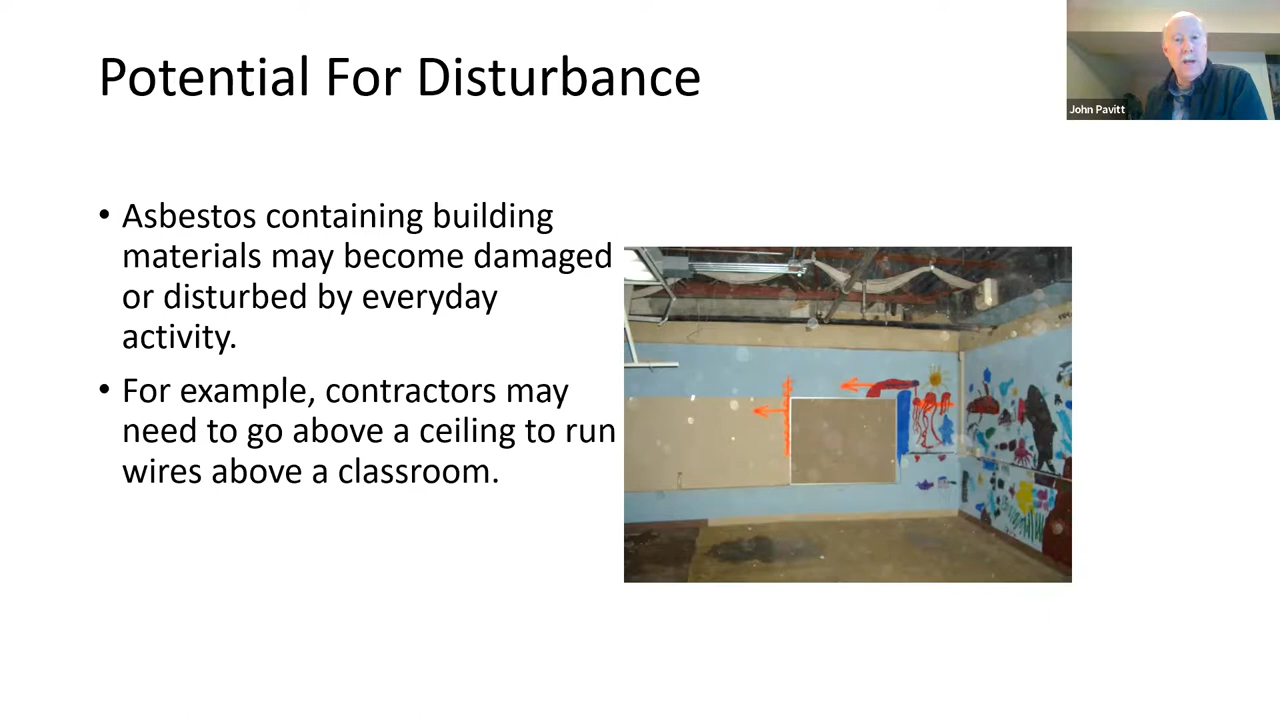 Potential For Disturbance
John Pavitt
• Asbestos containing building
materials may become damaged
or disturbed by everyday
activity.
• For example, contractors may
need to go above a ceiling to run
wires above a classroom.